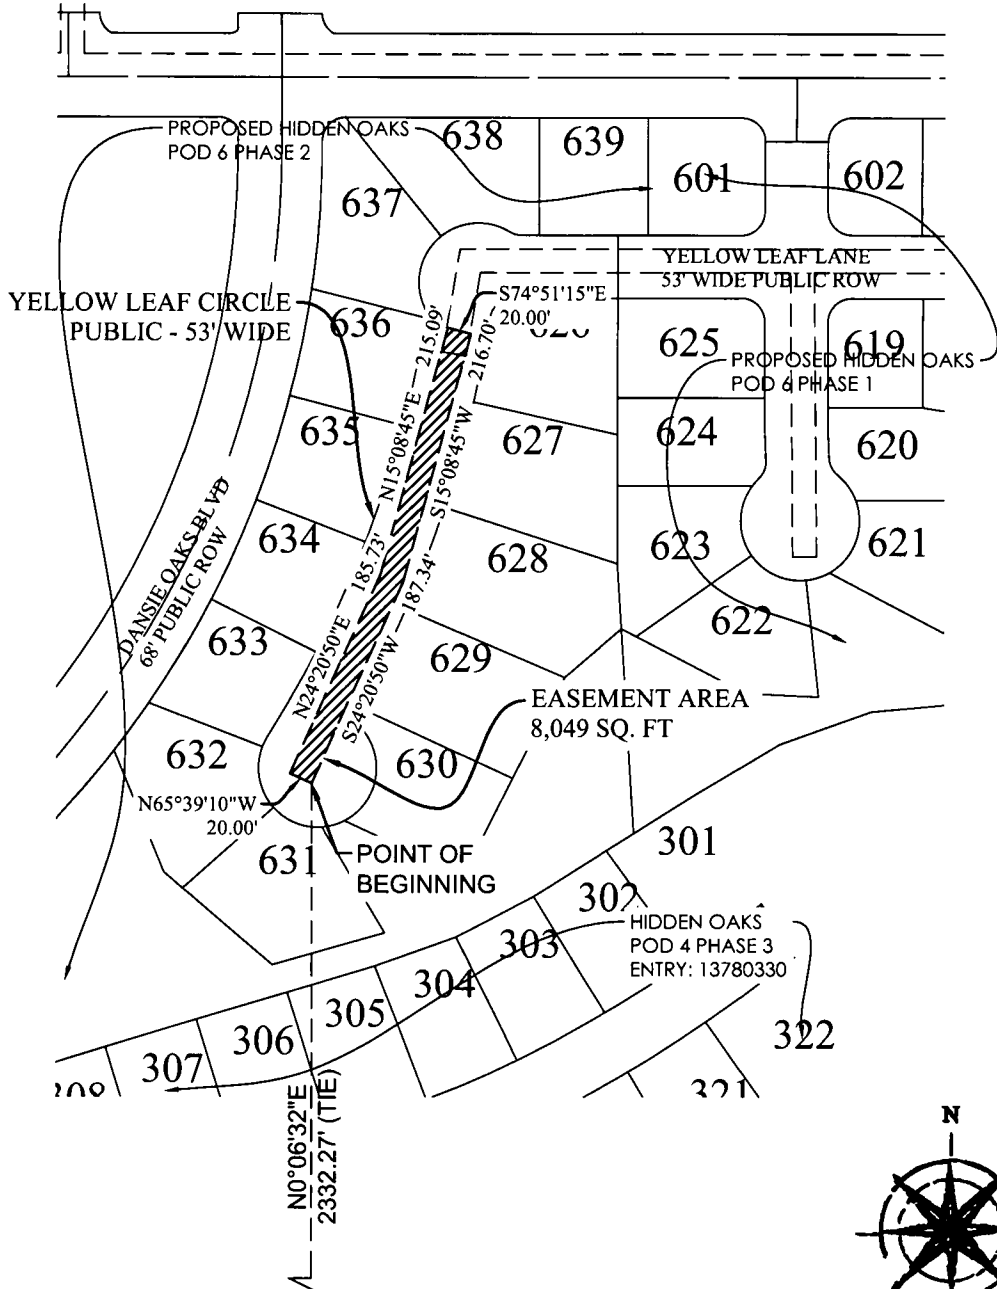 PROPOSED HIDDEN OAKS
POD 6 PHASE 2
638
639
601
602
637
YELLOW LEAF LANE
53' WIDE PUBLIC ROW
YELLOW LEAF CIRCLE
PUBLIC - 53' WIDE
S74°51'15"E
20.00'
636
215.09'
216.70'
625
619
PROPOSED HIDDEN OAKS
POD 6 PHASE 1
N15°08'45"E
S15°08'45"W
635
627
624
620
634
185.73'
187.34'
628
623
621
DANSIE OAKS BLVD
68' PUBLIC ROW
633
N24°20'50"E
S24°20'50"W
629
622
EASEMENT AREA
8,049 SQ. FT
632
630
N65°39'10"W
20.00'
631
POINT OF
BEGINNING
301
302
303
HIDDEN OAKS
POD 4 PHASE 3
ENTRY: 13780330
304
305
306
307
322
321
N0°06'32"E
2332.27' (TIE)
N